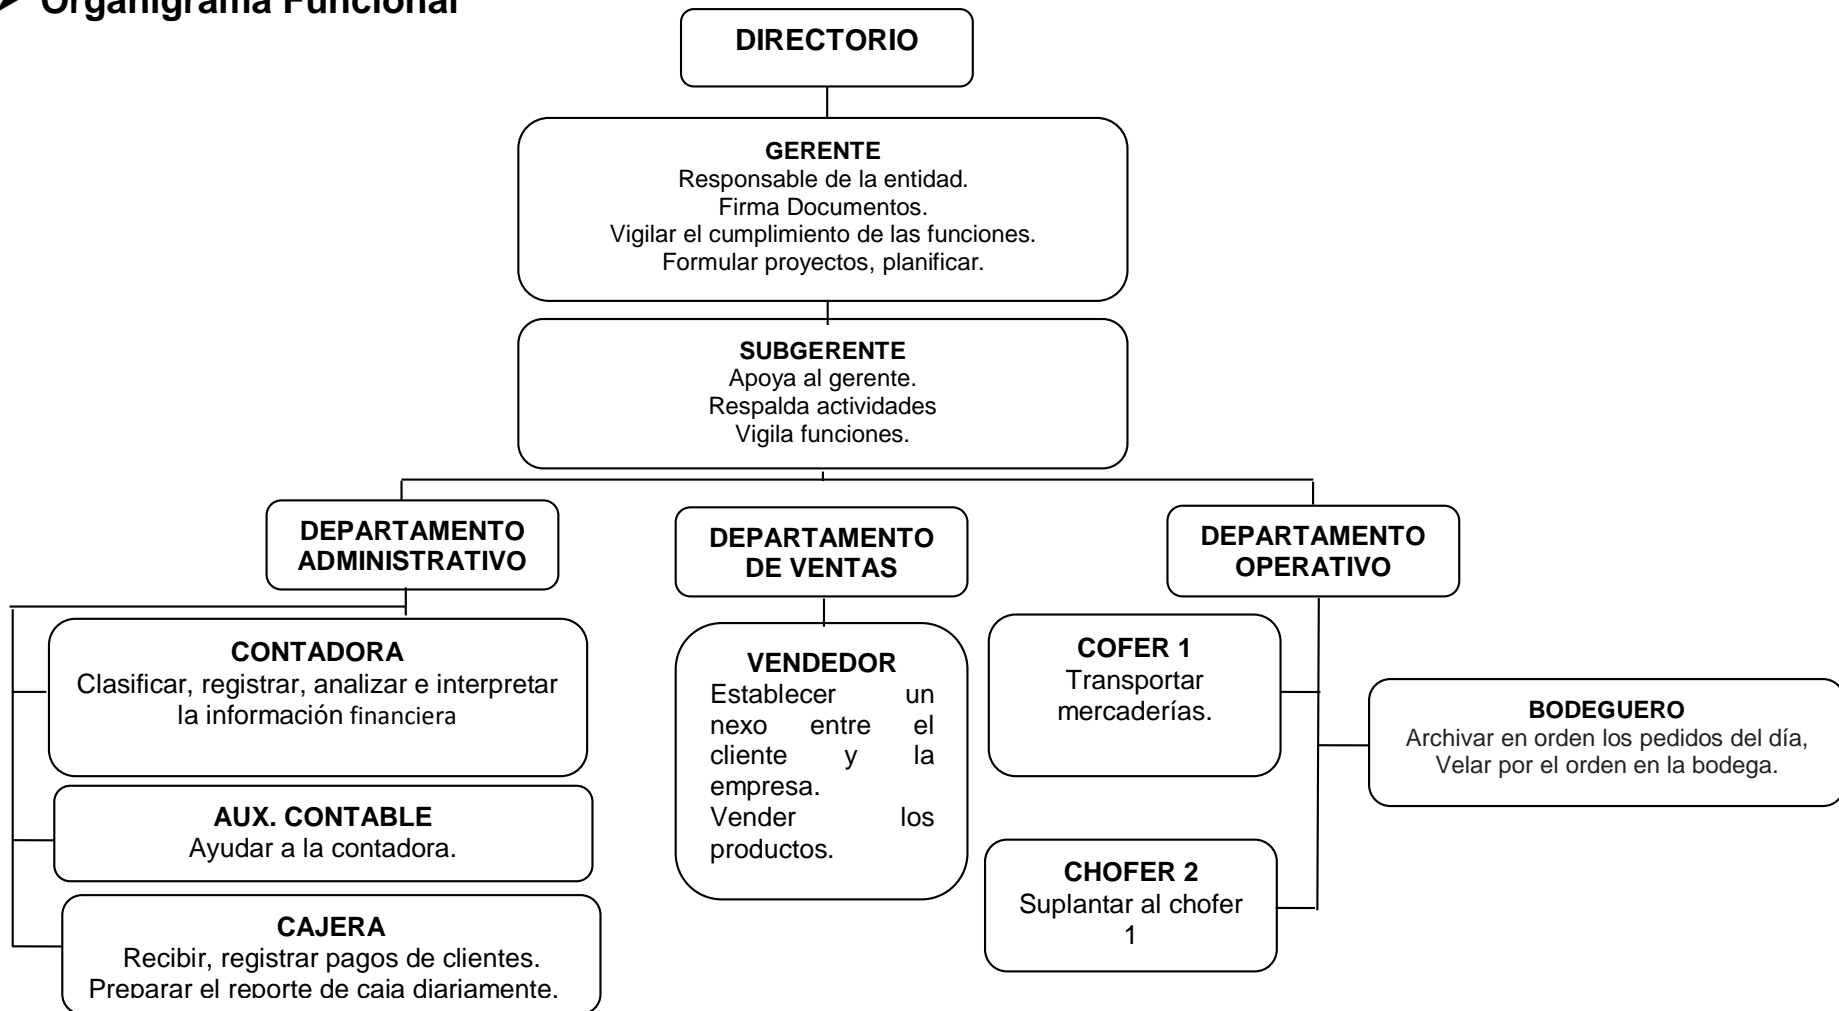 Organigrama Funcional
DIRECTORIO
GERENTE
Responsable de la entidad.
Firma Documentos.
Vigilar el cumplimiento de las funciones.
Formular proyectos, planificar.
SUBGERENTE
Apoya al gerente.
Respalda actividades
Vigila funciones.
DEPARTAMENTO
ADMINISTRATIVO
DEPARTAMENTO
DE VENTAS
DEPARTAMENTO
OPERATIVO
CONTADORA
Clasificar, registrar, analizar e interpretar
la información financiera
AUX. CONTABLE
Ayudar a la contadora.
CAJERA
Recibir, registrar pagos de clientes.
Preparar el reporte de caja diariamente.
VENDEDOR
Establecer un
nexo entre el
cliente y la
empresa.
Vender los
productos.
COFER 1
Transportar
mercaderías.
CHOFER 2
Suplantar al chofer
1
BODEGUERO
Archivar en orden los pedidos del día,
Velar por el orden en la bodega.